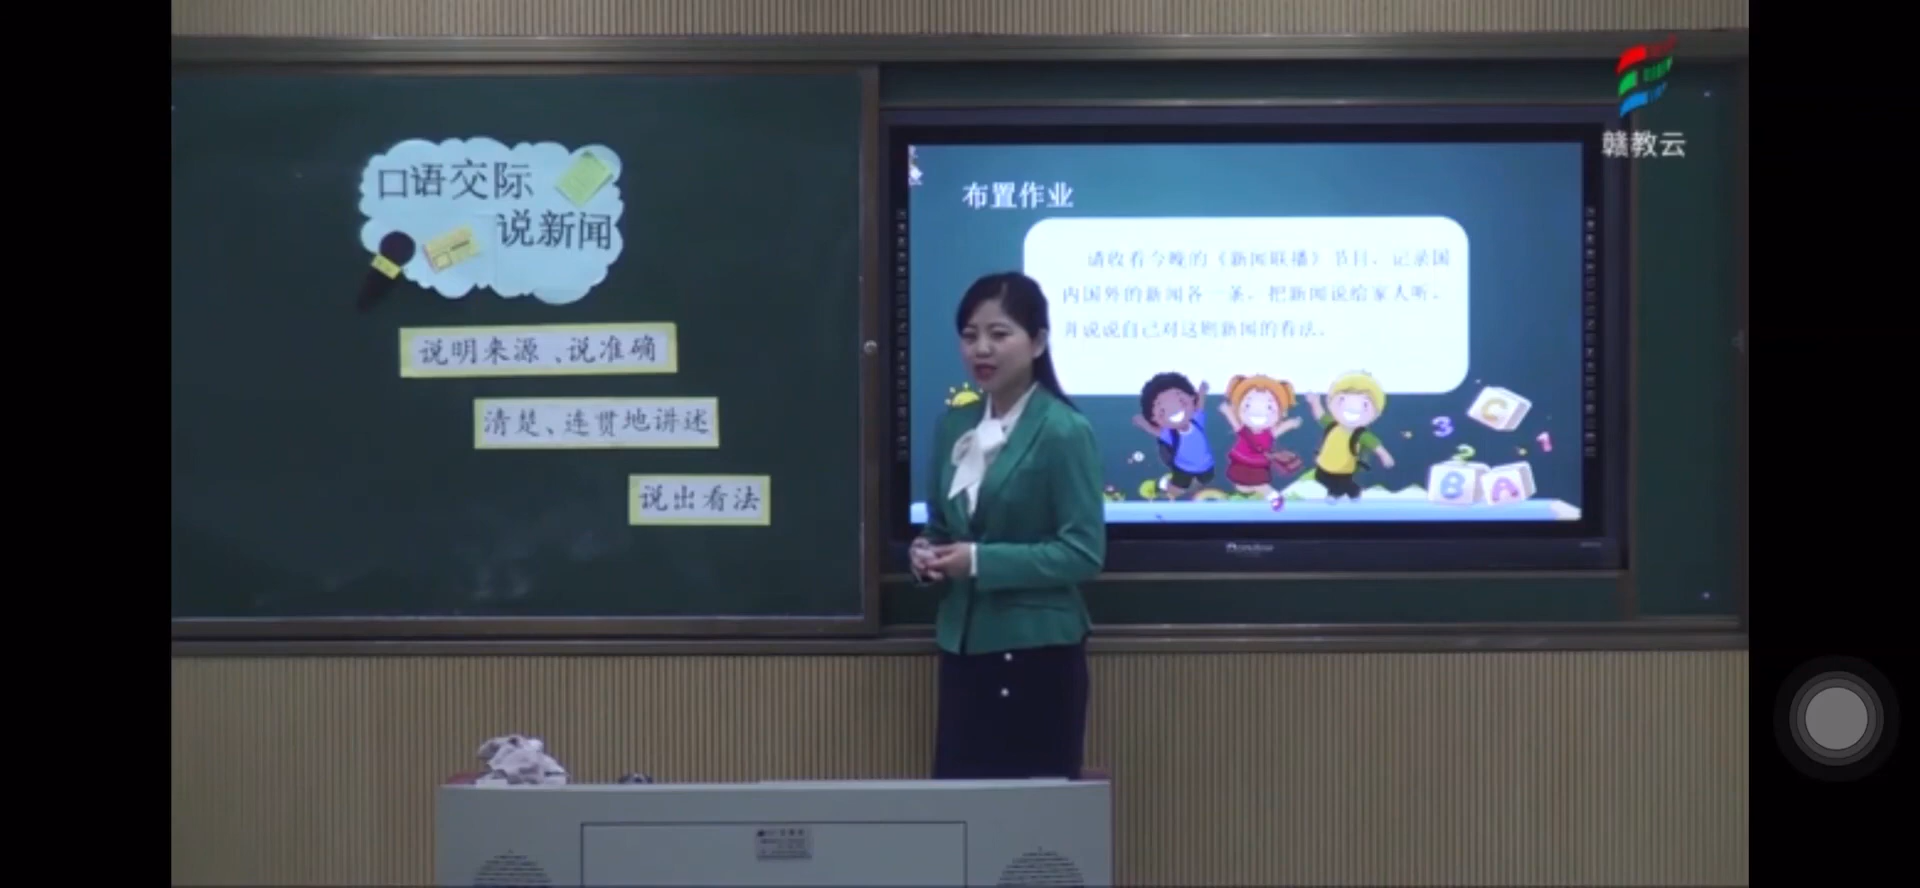 口语交际
说新闻
说明来源、说准确
清楚、连贯地讲述
说出看法
赣教云
布置作业
请收看今晚的《新闻联播》节目，记录国
内国外的新闻各一条，把新闻说给家人听，
并说说自己对这则新闻的看法。
3
C
2
1
B
A